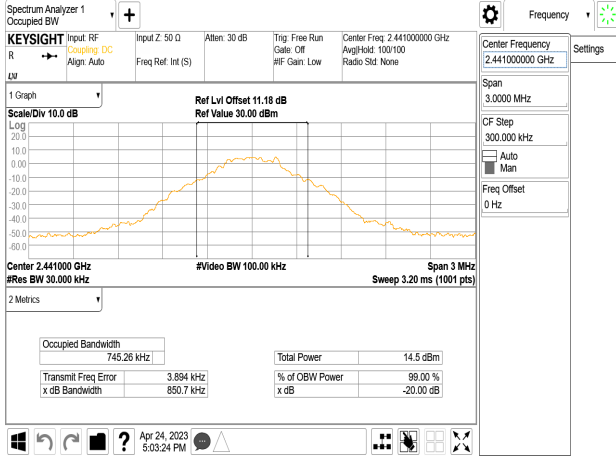 Spectrum Analyzer 1
Occupied BW
Frequency
KEYSIGHT
R
Input: RF
Coupling: DC
Align: Auto
Input Z: 50 Ω
Freq Ref: Int (S)
Atten: 30 dB
Trig: Free Run
Gate: Off
#IF Gain: Low
Center Freq: 2.441000000 GHz
Avg|Hold: 100/100
Radio Std: None
LXI
Center Frequency
2.441000000 GHz
Settings
Span
3.0000 MHz
CF Step
300.000 kHz
Auto
Man
Freq Offset
0 Hz
1 Graph
Scale/Div 10.0 dB
Ref Lvl Offset 11.18 dB
Ref Value 30.00 dBm
Log
20.0
10.0
0.00
-10.0
-20.0
-30.0
-40.0
-50.0
-60.0
Center 2.441000 GHz
#Res BW 30.000 kHz
#Video BW 100.00 kHz
Span 3 MHz
Sweep 3.20 ms (1001 pts)
2 Metrics
Occupied Bandwidth
745.26 kHz
Transmit Freq Error 3.894 kHz
x dB Bandwidth 850.7 kHz
Total Power 14.5 dBm
% of OBW Power 99.00 %
x dB -20.00 dB
?
Apr 24, 2023
5:03:24 PM